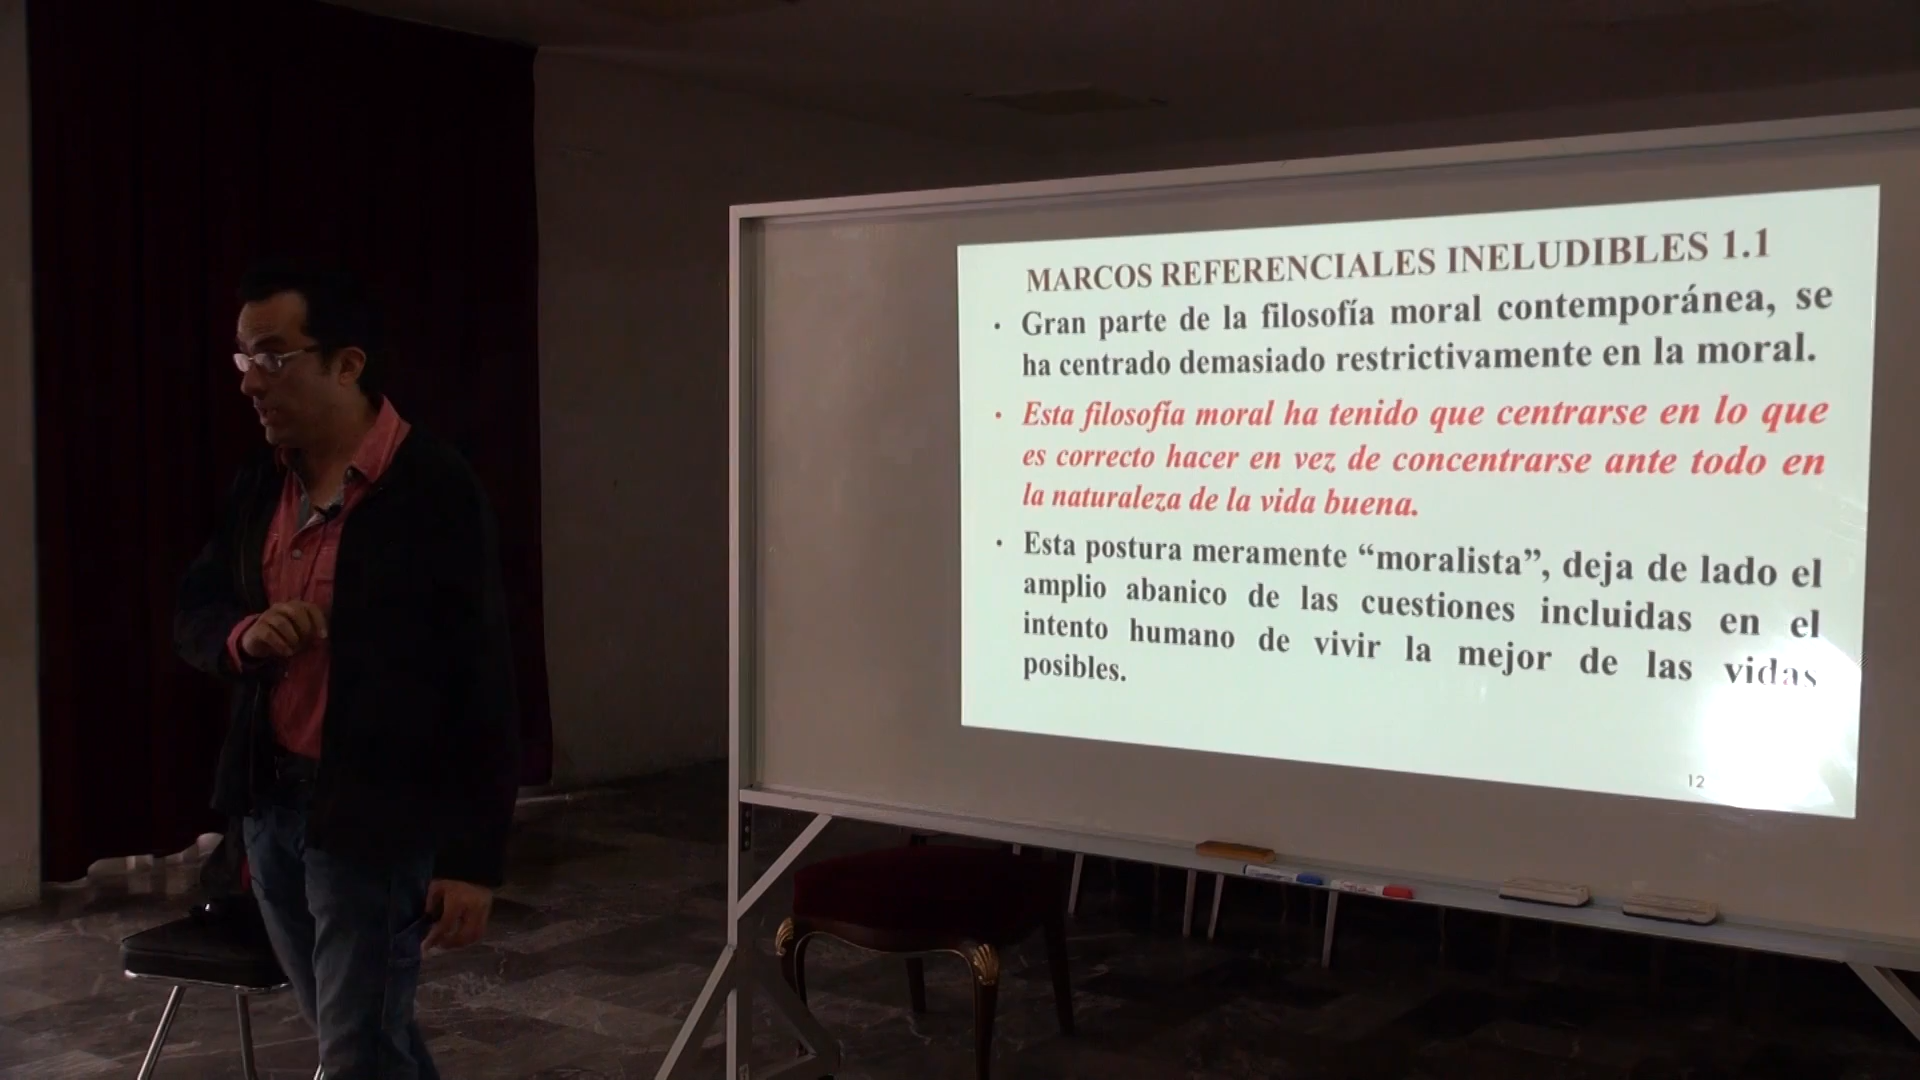 MARCOS REFERENCIALES INELUDIBLES 1.1
• Gran parte de la filosofía moral contemporánea, se
ha centrado demasiado restrictivamente en la moral.
• Esta filosofía moral ha tenido que centrarse en lo que
es correcto hacer en vez de concentrarse ante todo en
la naturaleza de la vida buena.
• Esta postura meramente “moralista”, deja de lado el
amplio abanico de las cuestiones incluidas en el
intento humano de vivir la mejor de las vidas
posibles.
12